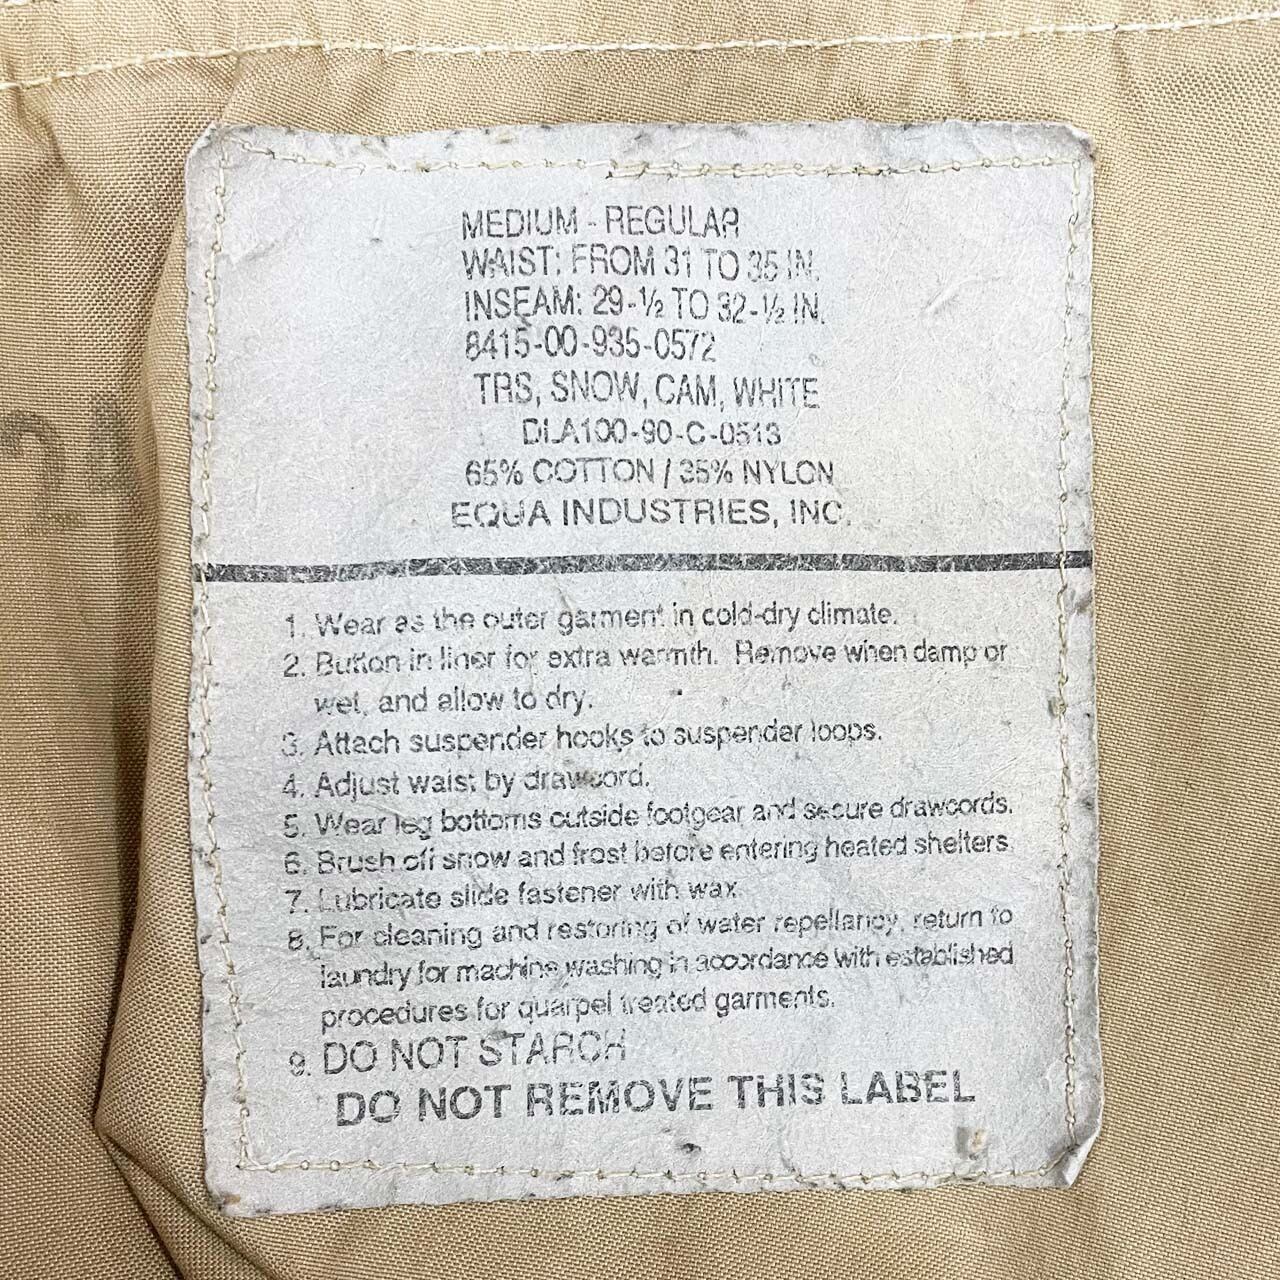 MEDIUM - REGULAR
WAIST: FROM 31 TO 35 IN.
INSEAM: 29-½ TO 32-½ IN.
8415-00-935-0572
TRS, SNOW, CAM, WHITE
DLA100-90-C-0513
65% COTTON / 35% NYLON
EQUA INDUSTRIES, INC.
1. Wear as the outer garment in cold-dry climate.
2. Button in liner for extra warmth. Remove when damp or
wet, and allow to dry.
3. Attach suspender hooks to suspender loops.
4. Adjust waist by drawcord.
5. Wear leg bottoms outside footgear and secure drawcords.
6. Brush off snow and frost before entering heated shelters.
7. Lubricate slide fastener with wax.
8. For cleaning and restoring of water repellancy, return to
laundry for machine washing in accordance with established
procedures for quarpel treated garments.
9. DO NOT STARCH
DO NOT REMOVE THIS LABEL